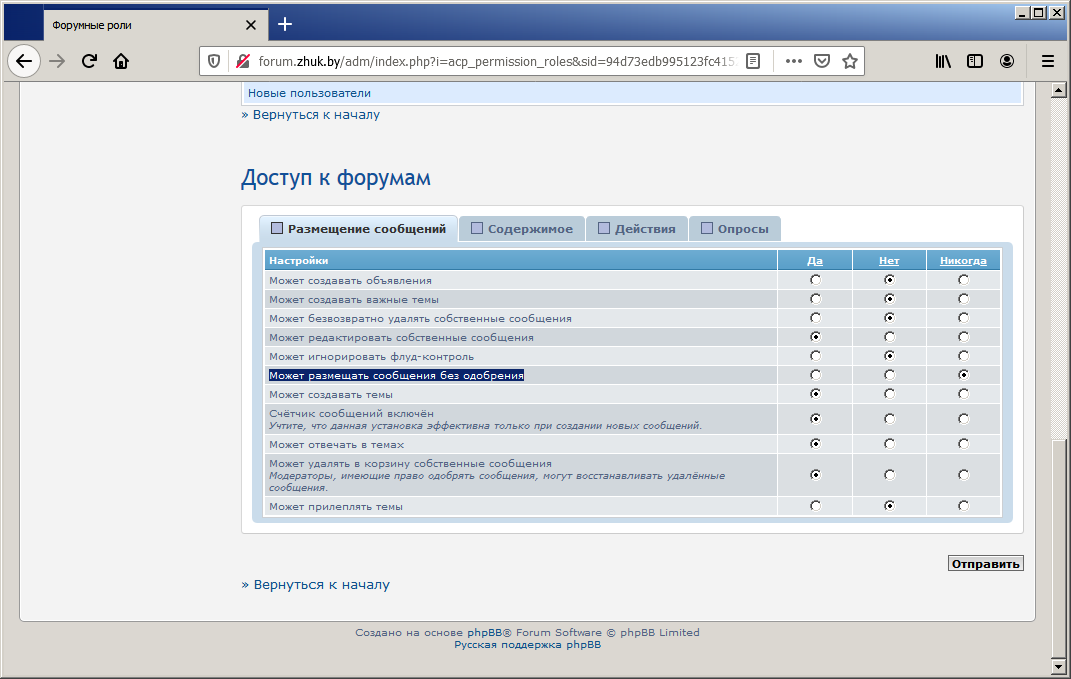 Форумные роли
forum.zhuk.by/adm/index.php?i=acp_permission_roles&sid=94d73edb995123fc415
Новые пользователи
» Вернуться к началу
Доступ к форумам
Размещение сообщений Содержимое Действия Опросы
Настройки Да Нет Никогда
Может создавать объявления
Может создавать важные темы
Может безвозвратно удалять собственные сообщения
Может редактировать собственные сообщения
Может игнорировать флуд-контроль
Может размещать сообщения без одобрения
Может создавать темы
Счётчик сообщений включён
Учтите, что данная установка эффективна только при создании новых сообщений.
Может отвечать в темах
Может удалять в корзину собственные сообщения
Модераторы, имеющие право одобрять сообщения, могут восстанавливать удалённые
сообщения.
Может прилеплять темы
Отправить
» Вернуться к началу
Создано на основе phpBB® Forum Software © phpBB Limited
Русская поддержка phpBB